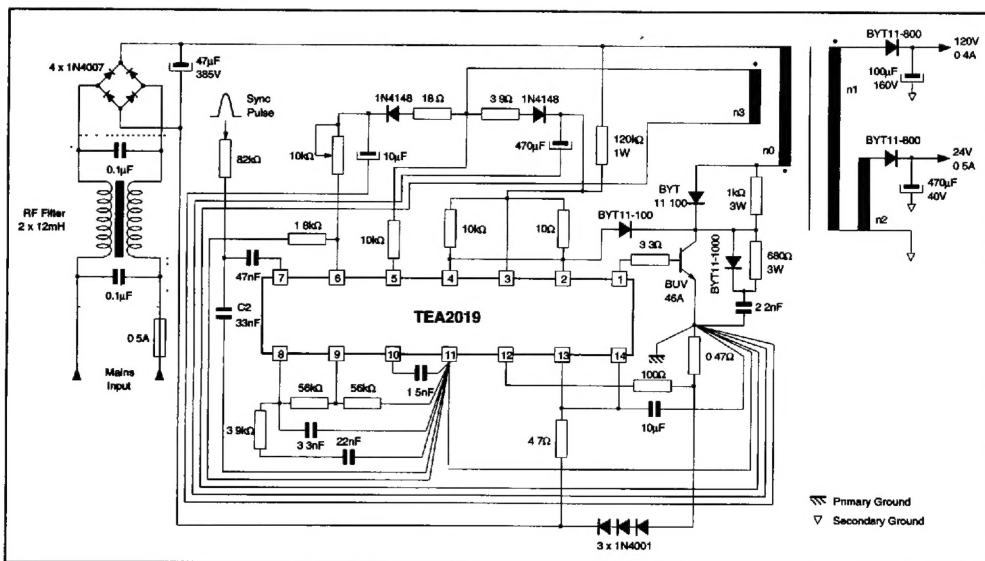 BYT11-800
120V
0 4A
4 x 1N4007
47µF
385V
100µF
160V
Sync
Pulse
1N4148
18 Ω
3 9Ω
1N4148
n3
n1
82kΩ
10kΩ
10µF
470µF
120kΩ
1W
n0
BYT11-800
24V
0 5A
0.1µF
RF Filter
2 x 12mH
BYT
11 100
1kΩ
3W
470µF
40V
n2
1 8kΩ
10kΩ
10kΩ
10Ω
BYT11-100
3 3Ω
BYT11-1000
680Ω
3W
47nF
7
6
5
4
3
2
1
BUV
46A
2 2nF
0.1µF
C2
33nF
TEA2019
0 5A
8
9
10
11
12
13
14
0.47Ω
Mains
Input
56kΩ
56kΩ
1 5nF
100Ω
3 9kΩ
3 3nF
22nF
4 7Ω
10µF
Primary Ground
Secondary Ground
3 x 1N4001